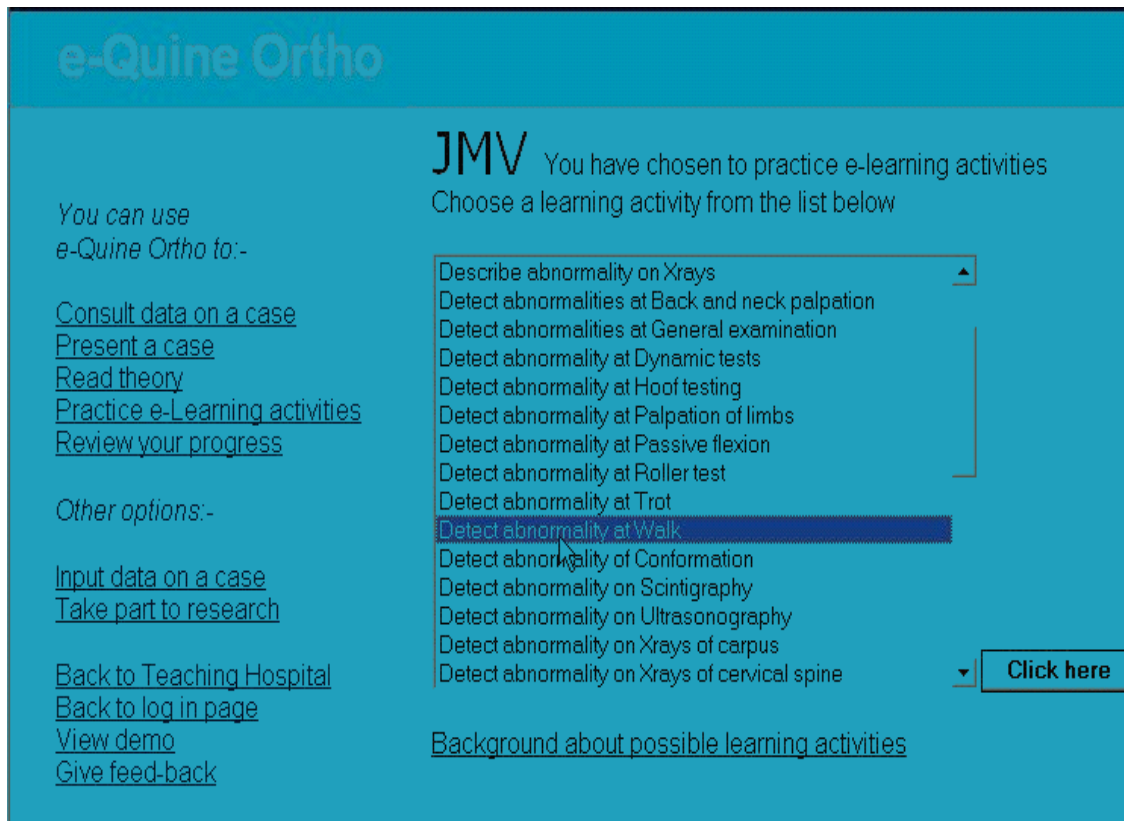 e-Quine Ortho
JMV You have chosen to practice e-learning activities
Choose a learning activity from the list below
You can use
e-Quine Ortho to:-
Consult data on a case
Present a case
Read theory
Practice e-Learning activities
Review your progress
Other options:-
Input data on a case
Take part to research
Back to Teaching Hospital
Back to log in page
View demo
Give feed-back
Describe abnormality on Xrays
Detect abnormalities at Back and neck palpation
Detect abnormalities at General examination
Detect abnormality at Dynamic tests
Detect abnormality at Hoof testing
Detect abnormality at Palpation of limbs
Detect abnormality at Passive flexion
Detect abnormality at Roller test
Detect abnormality at Trot
Detect abnormality at Walk
Detect abnormality of Conformation
Detect abnormality on Scintigraphy
Detect abnormality on Ultrasonography
Detect abnormality on Xrays of carpus
Detect abnormality on Xrays of cervical spine
Click here
Background about possible learning activities